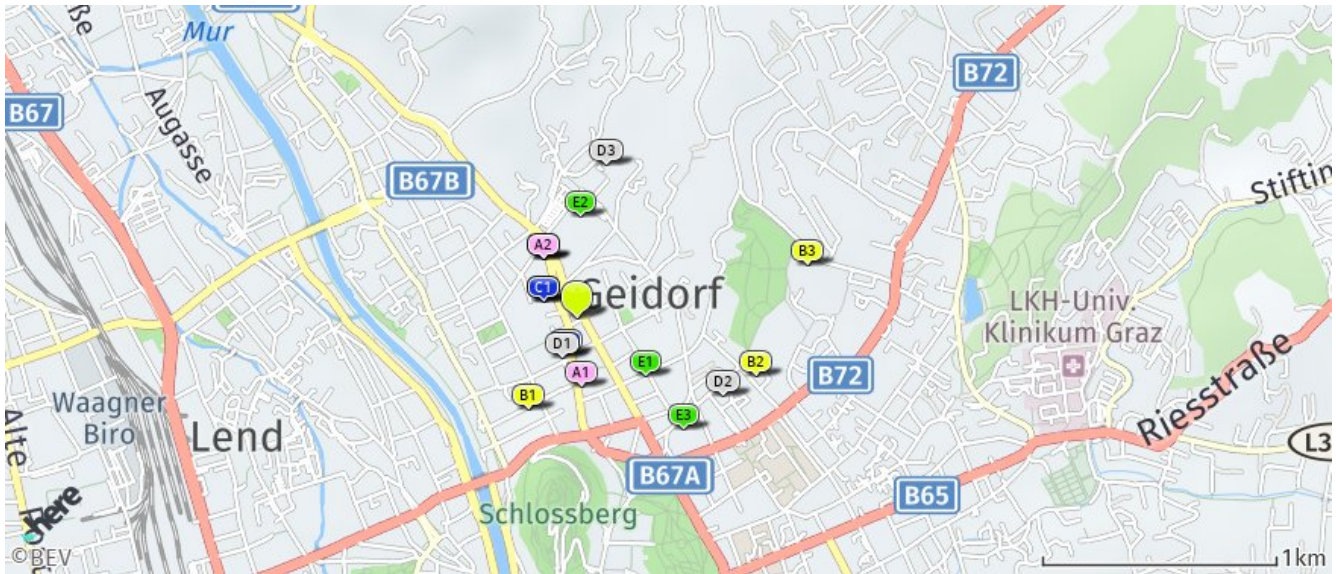 Mur
B72
B67
Augasse
D3
B67B
Stiftin
E2
A2
B3
C1
Geidorf
LKH-Univ.
Klinikum Graz
D1
E1
B2
A1
D2
B72
B1
Riesstraße
Waagner
Biro
E3
Alte
Lend
L3
B67A
B65
Schlossberg
here
©BEV
1km